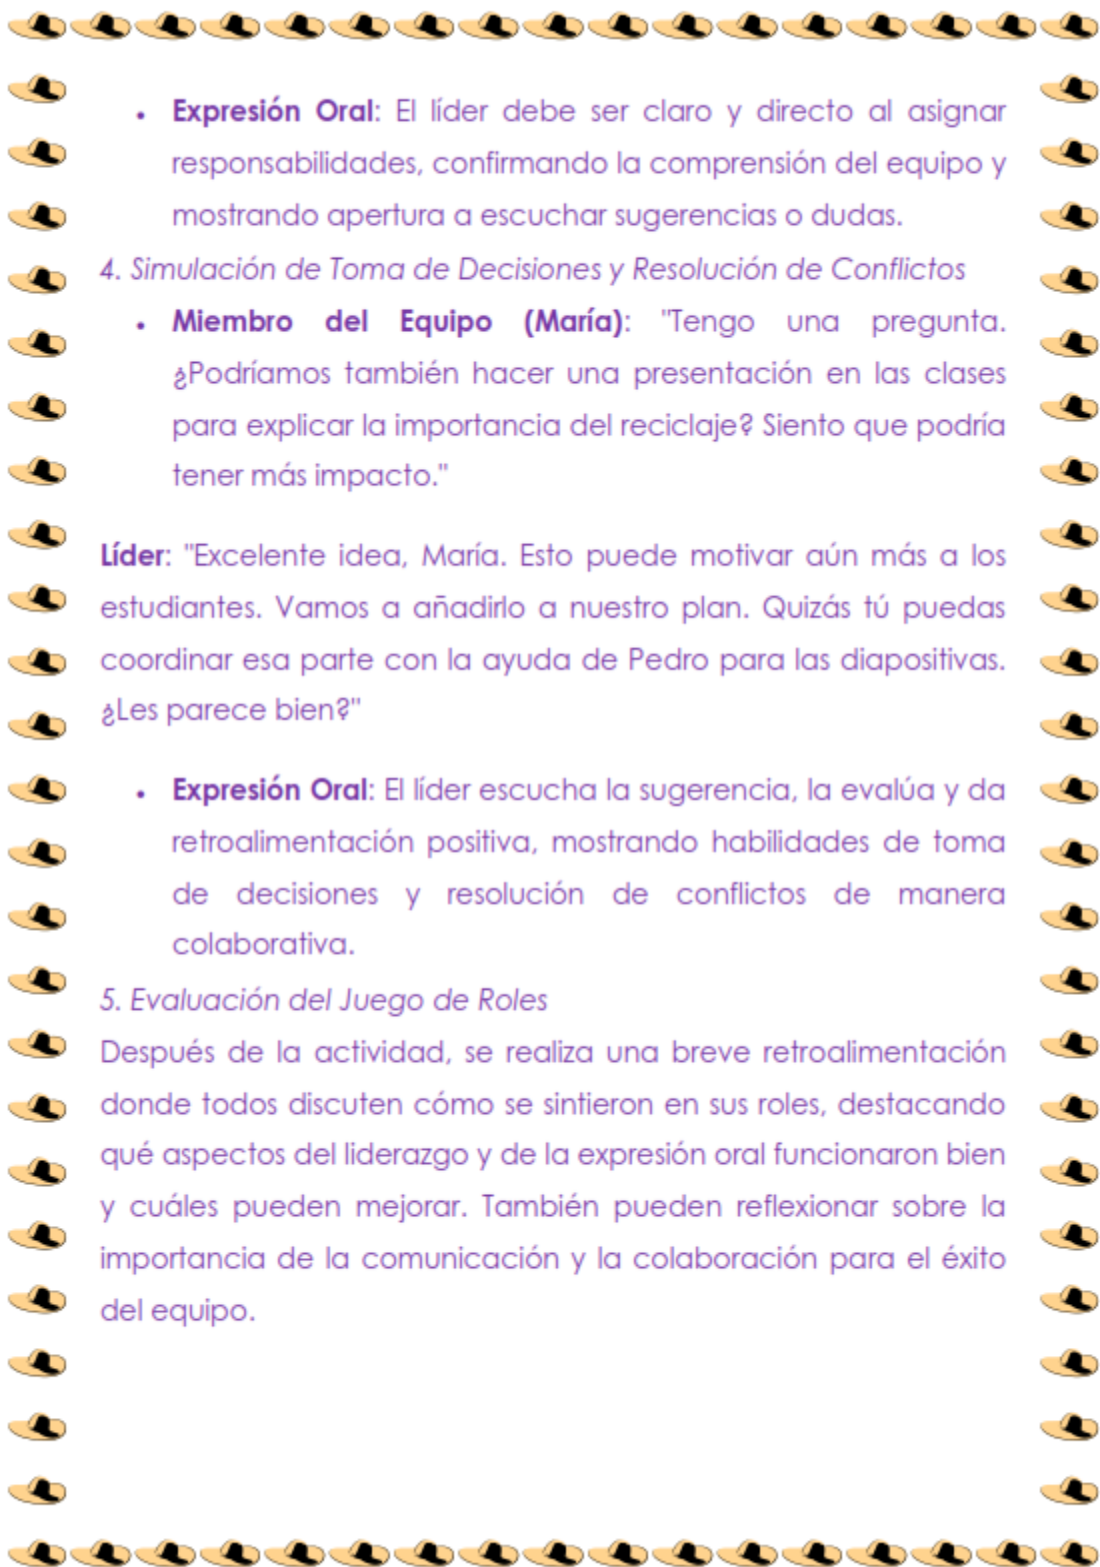 • Expresión Oral: El líder debe ser claro y directo al asignar
responsabilidades, confirmando la comprensión del equipo y
mostrando apertura a escuchar sugerencias o dudas.
4. Simulación de Toma de Decisiones y Resolución de Conflictos
• Miembro del Equipo (María): "Tengo una pregunta.
¿Podríamos también hacer una presentación en las clases
para explicar la importancia del reciclaje? Siento que podría
tener más impacto."
Líder: "Excelente idea, María. Esto puede motivar aún más a los
estudiantes. Vamos a añadirlo a nuestro plan. Quizás tú puedas
coordinar esa parte con la ayuda de Pedro para las diapositivas.
¿Les parece bien?"
• Expresión Oral: El líder escucha la sugerencia, la evalúa y da
retroalimentación positiva, mostrando habilidades de toma
de decisiones y resolución de conflictos de manera
colaborativa.
5. Evaluación del Juego de Roles
Después de la actividad, se realiza una breve retroalimentación
donde todos discuten cómo se sintieron en sus roles, destacando
qué aspectos del liderazgo y de la expresión oral funcionaron bien
y cuáles pueden mejorar. También pueden reflexionar sobre la
importancia de la comunicación y la colaboración para el éxito
del equipo.